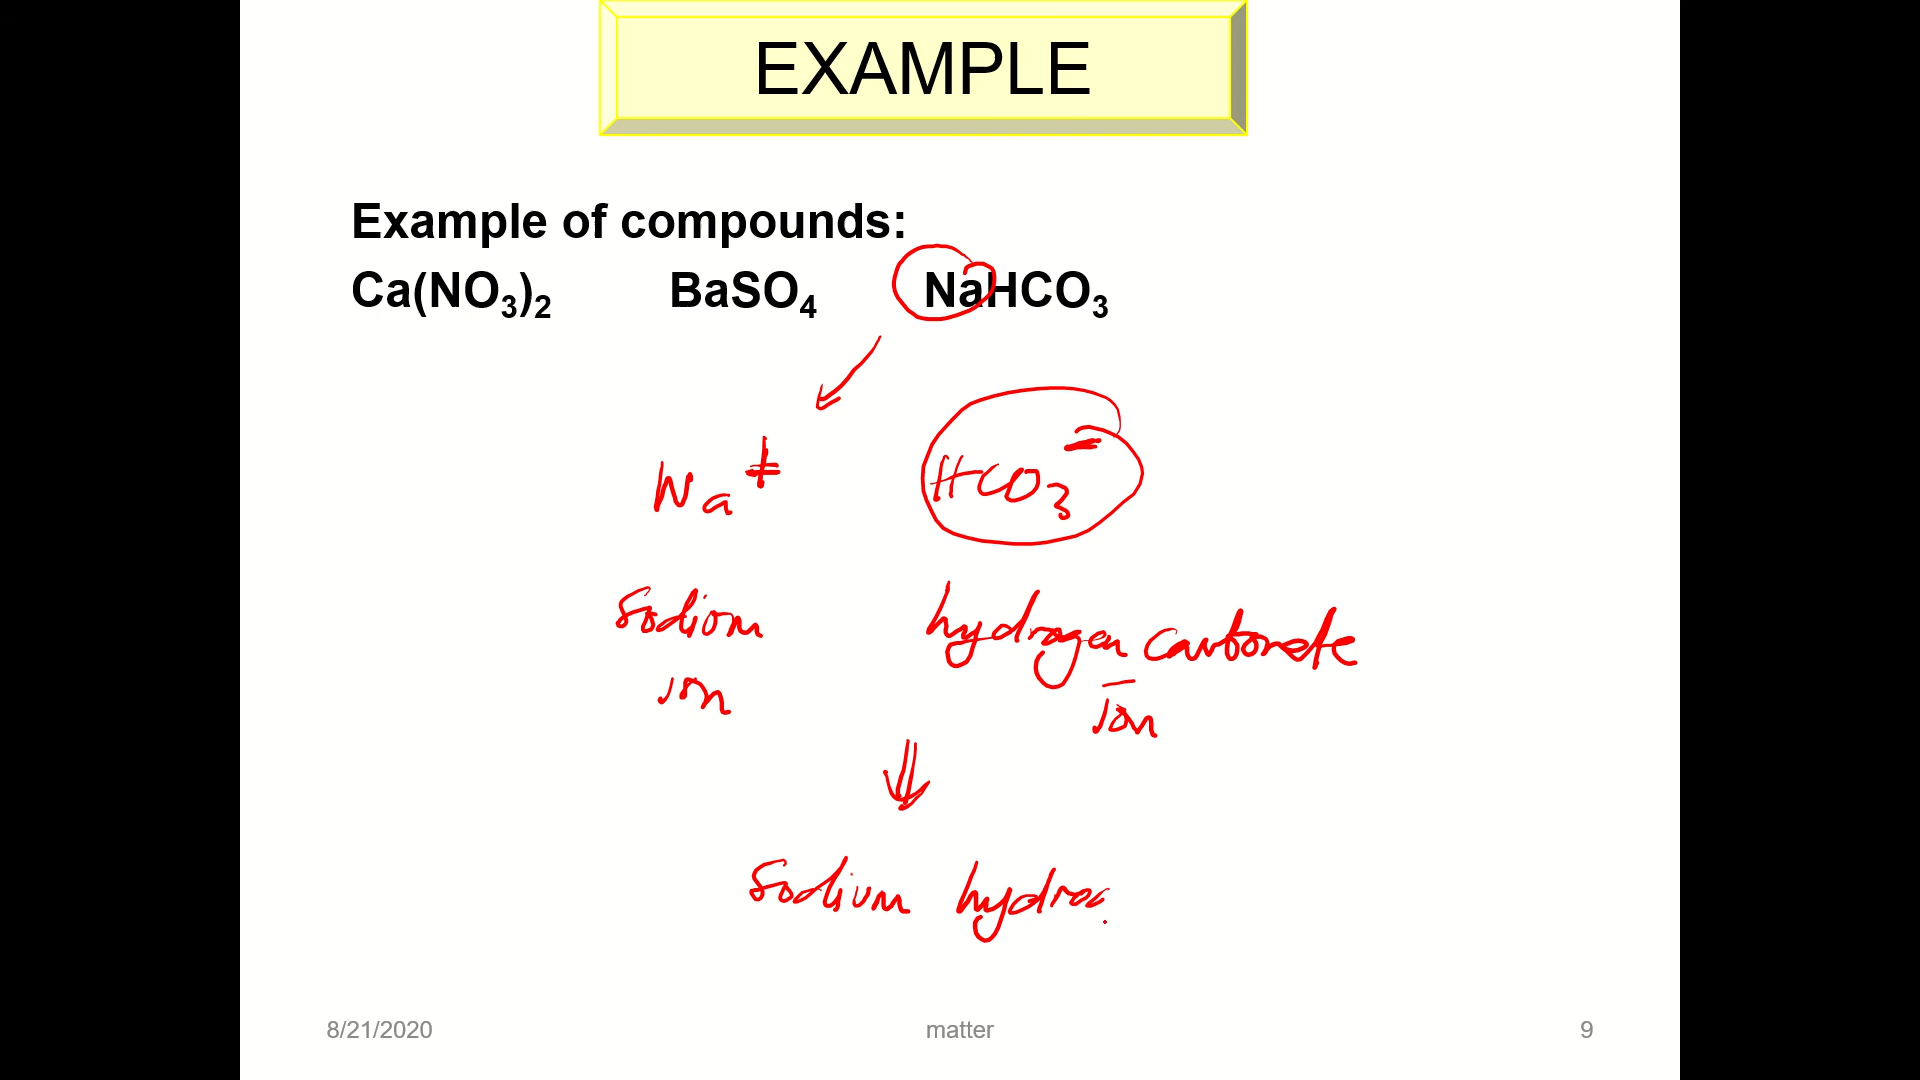 EXAMPLE
Example of compounds:
Ca(NO₃)₂ BaSO₄ NaHCO₃
Na⁺ HCO₃⁻
Sodium hydrogen carbonate
ion ion
Sodium hydrog
8/21/2020 matter 9